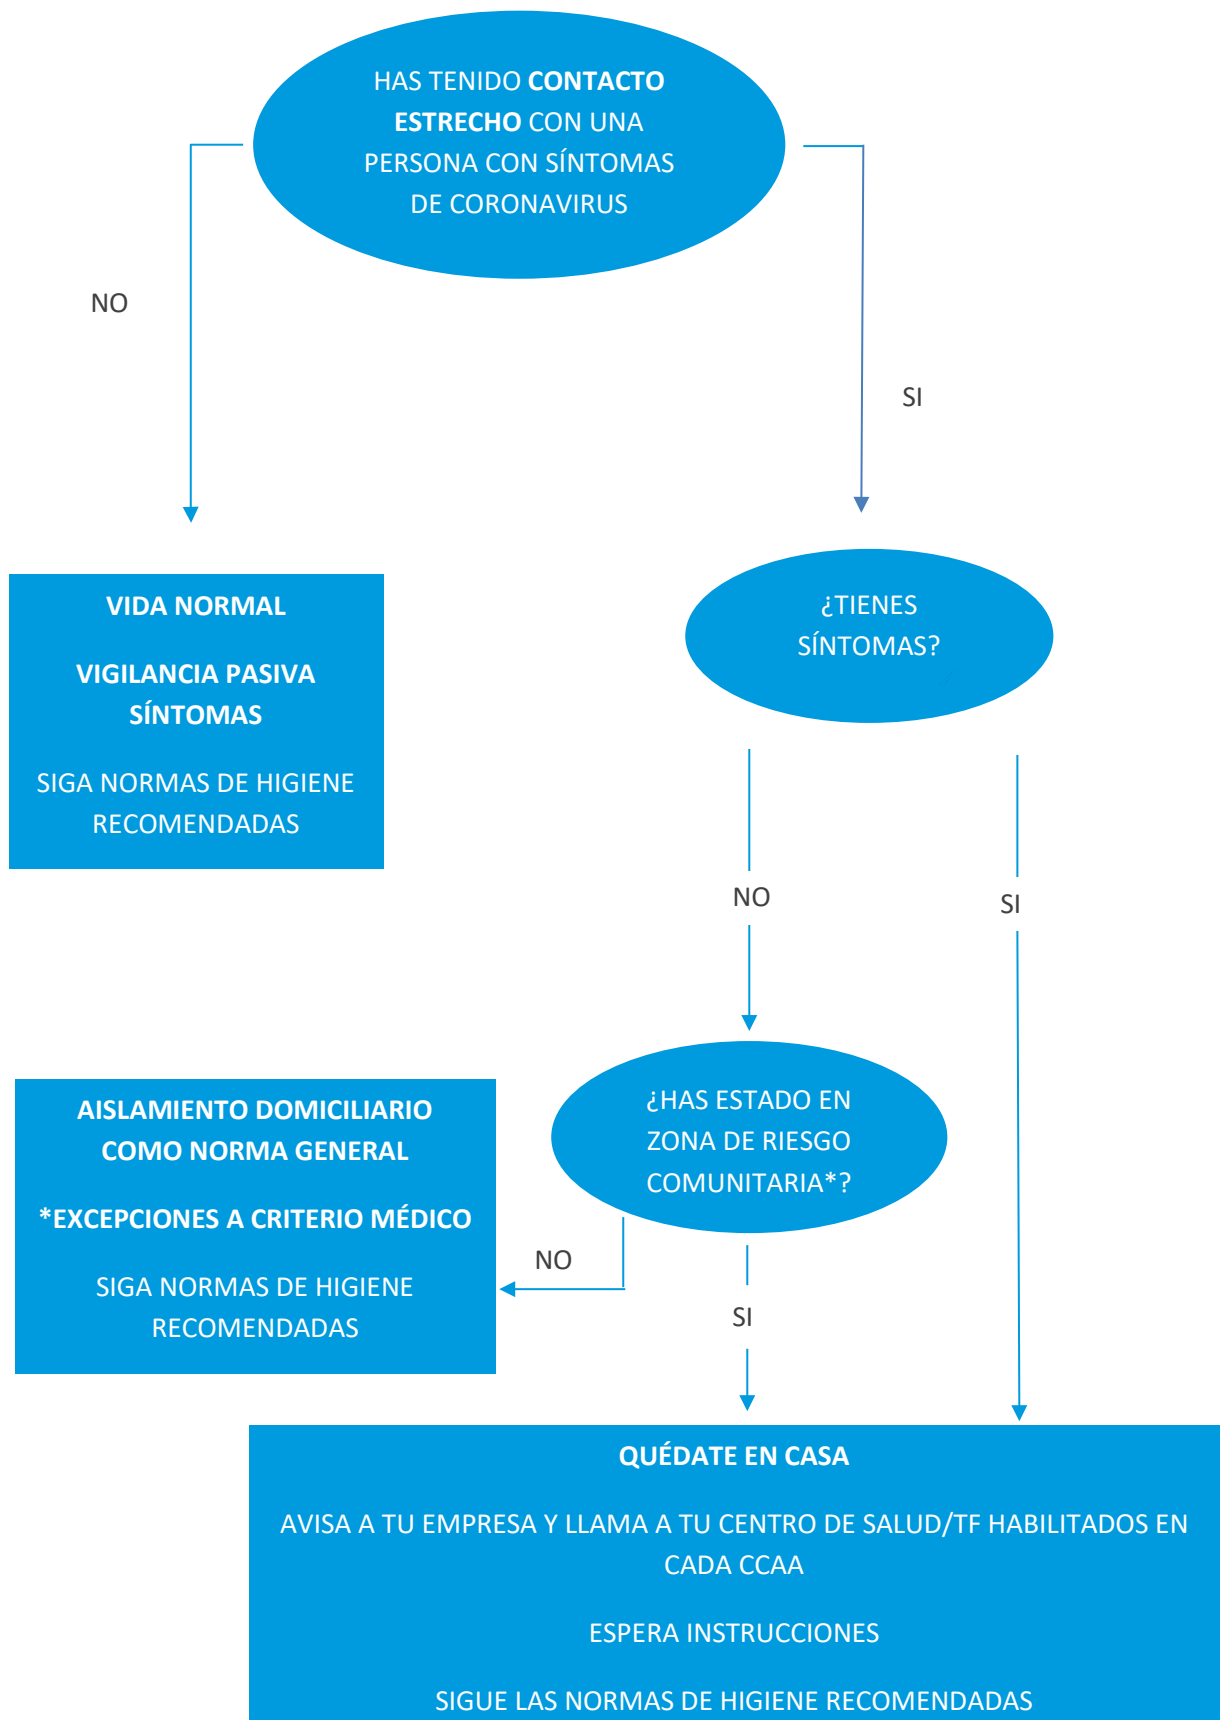 HAS TENIDO CONTACTO
ESTRECHO CON UNA
PERSONA CON SÍNTOMAS
DE CORONAVIRUS
NO
SI
VIDA NORMAL
VIGILANCIA PASIVA
SÍNTOMAS
SIGA NORMAS DE HIGIENE
RECOMENDADAS
¿TIENES
SÍNTOMAS?
NO
SI
¿HAS ESTADO EN
ZONA DE RIESGO
COMUNITARIA*?
AISLAMIENTO DOMICILIARIO
COMO NORMA GENERAL
*EXCEPCIONES A CRITERIO MÉDICO
SIGA NORMAS DE HIGIENE
RECOMENDADAS
NO
SI
QUÉDATE EN CASA
AVISA A TU EMPRESA Y LLAMA A TU CENTRO DE SALUD/TF HABILITADOS EN
CADA CCAA
ESPERA INSTRUCCIONES
SIGUE LAS NORMAS DE HIGIENE RECOMENDADAS